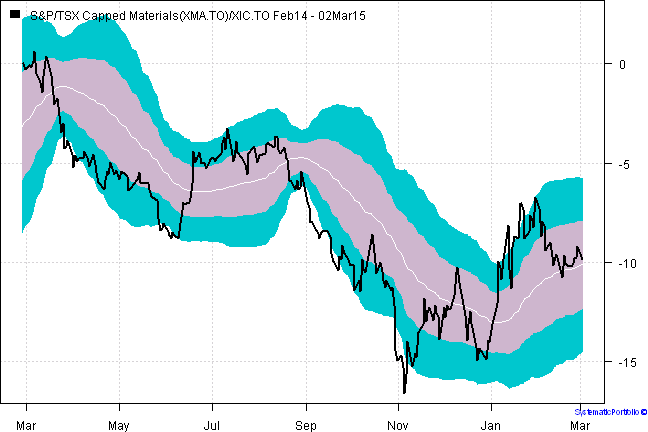 S&P/TSX Capped Materials(XMA.TO)/XIC.TO Feb14 - 02Mar15
0
-5
-10
-15
SystematicPortfolio ©
Mar May Jul Sep Nov Jan Mar